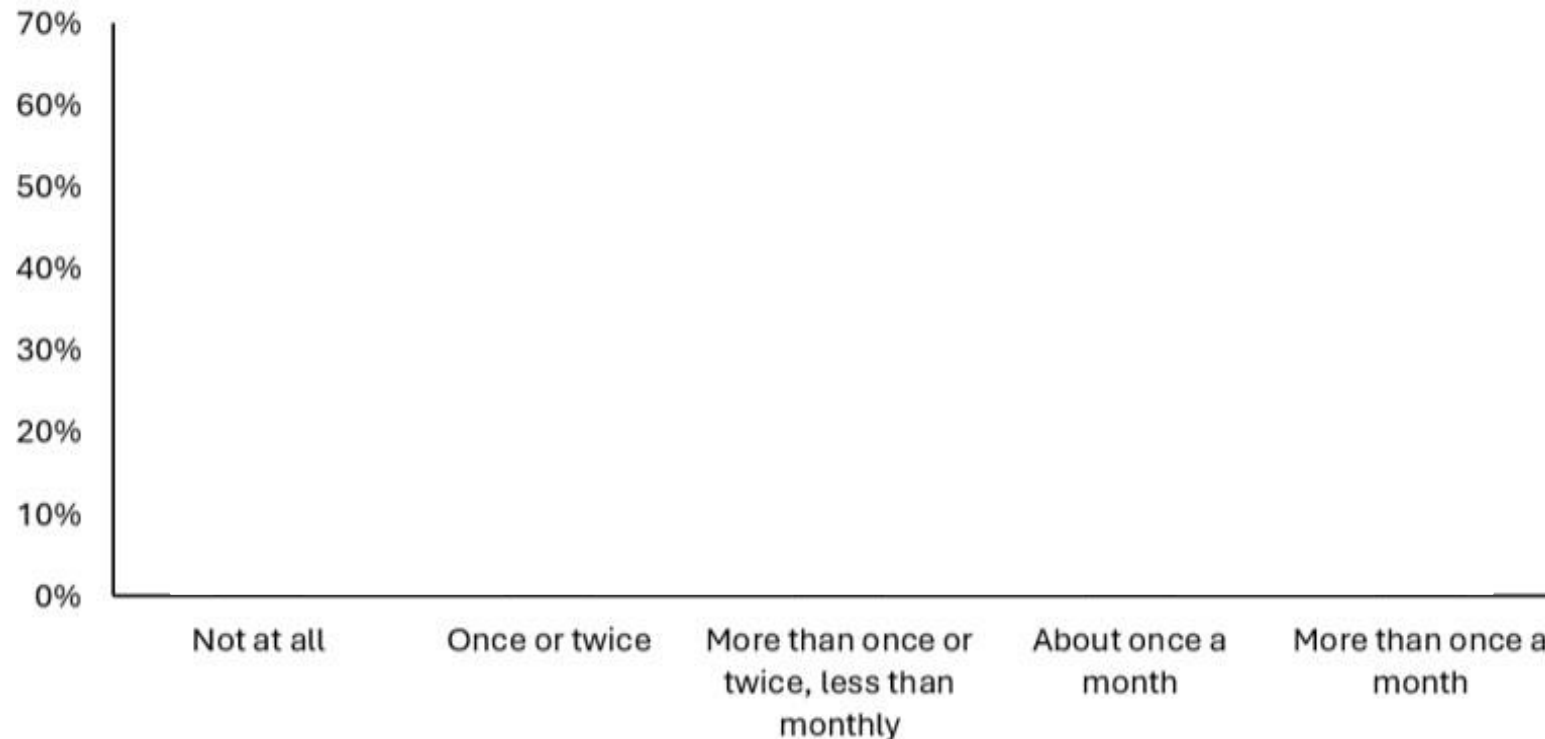 70%
60%
50%
40%
30%
20%
10%
0%
Not at all
Once or twice
More than once or
twice, less than
monthly
About once a
month
More than once a
month